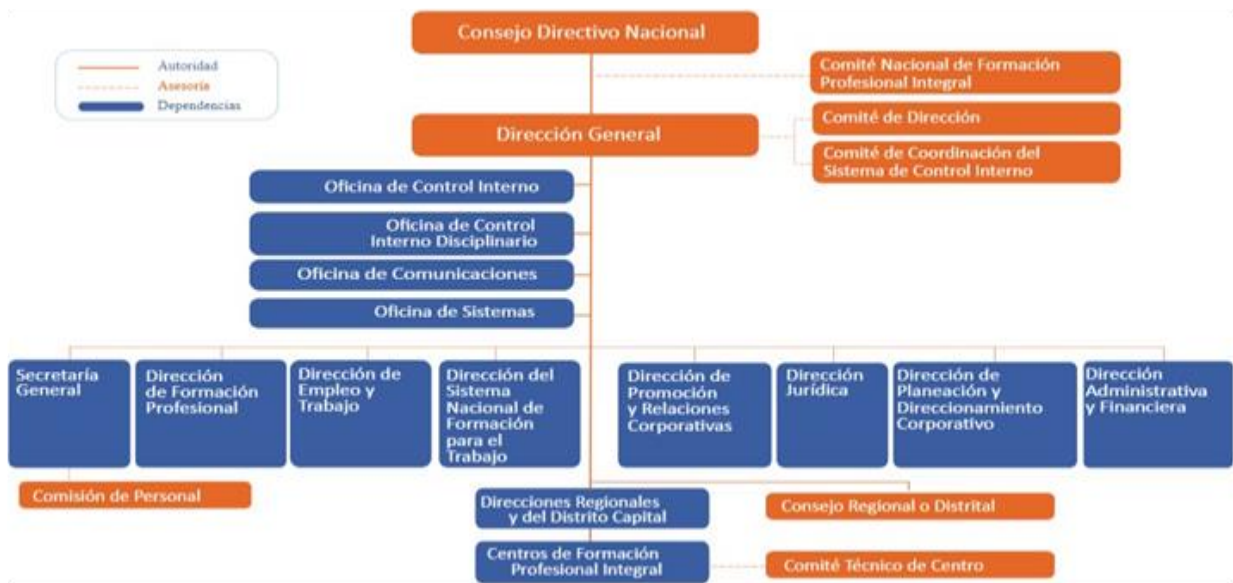 Consejo Directivo Nacional
Autoridad
Asesoría
Dependencias
Comité Nacional de Formación
Profesional Integral
Dirección General
Comité de Dirección
Comité de Coordinación del
Sistema de Control Interno
Oficina de Control Interno
Oficina de Control
Interno Disciplinario
Oficina de Comunicaciones
Oficina de Sistemas
Secretaría
General
Dirección
de Formación
Profesional
Dirección de
Empleo y
Trabajo
Dirección del
Sistema
Nacional de
Formación
para el
Trabajo
Dirección de
Promoción
y Relaciones
Corporativas
Dirección
Jurídica
Dirección de
Planeación y
Direccionamiento
Corporativo
Dirección
Administrativa
y Financiera
Comisión de Personal
Direcciones Regionales
y del Distrito Capital
Consejo Regional o Distrital
Centros de Formación
Profesional Integral
Comité Técnico de Centro